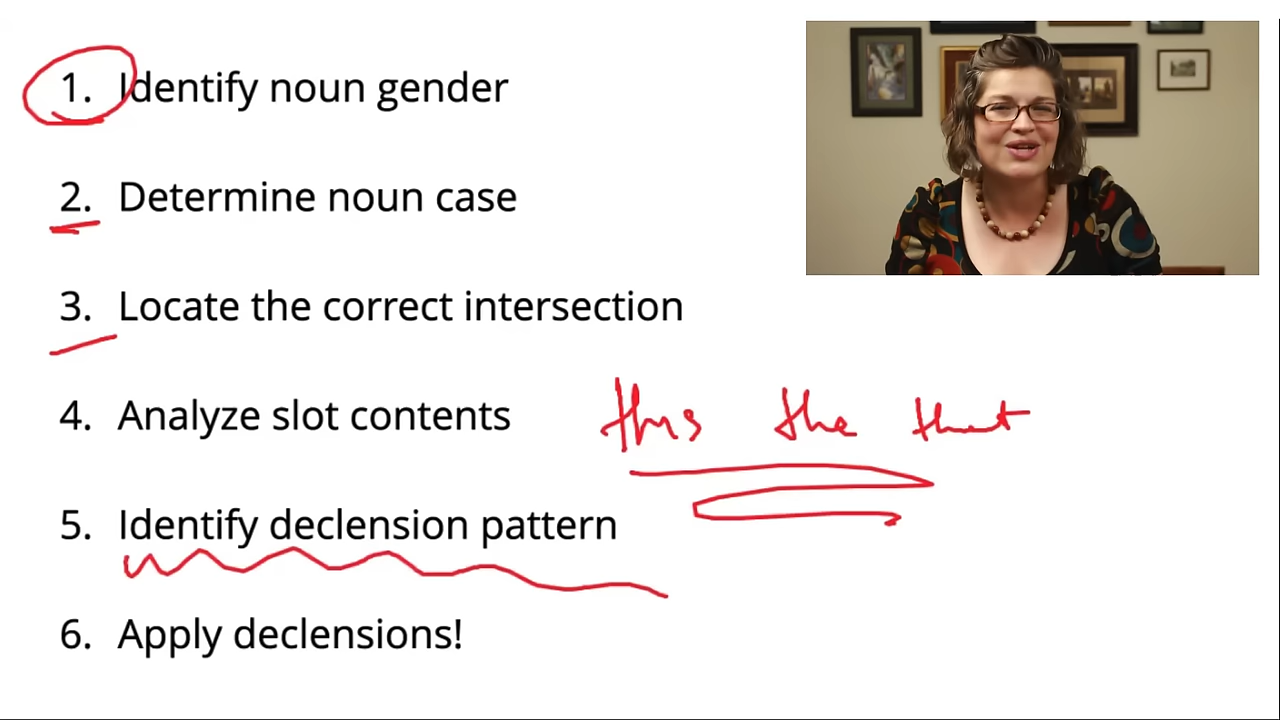 1. Identify noun gender
2. Determine noun case
3. Locate the correct intersection
4. Analyze slot contents this the that
5. Identify declension pattern
6. Apply declensions!